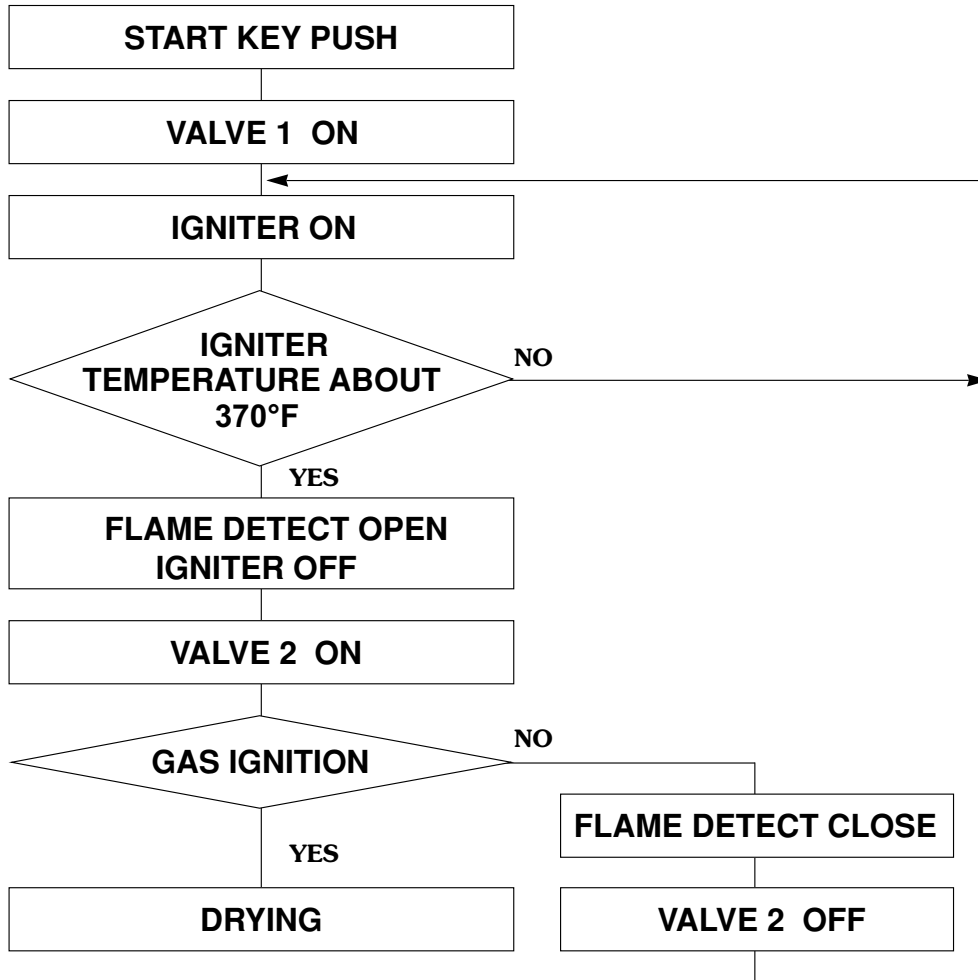 START KEY PUSH
VALVE 1 ON
IGNITER ON
IGNITER
TEMPERATURE ABOUT
370°F
NO
YES
FLAME DETECT OPEN
IGNITER OFF
VALVE 2 ON
GAS IGNITION
NO
FLAME DETECT CLOSE
YES
DRYING
VALVE 2 OFF